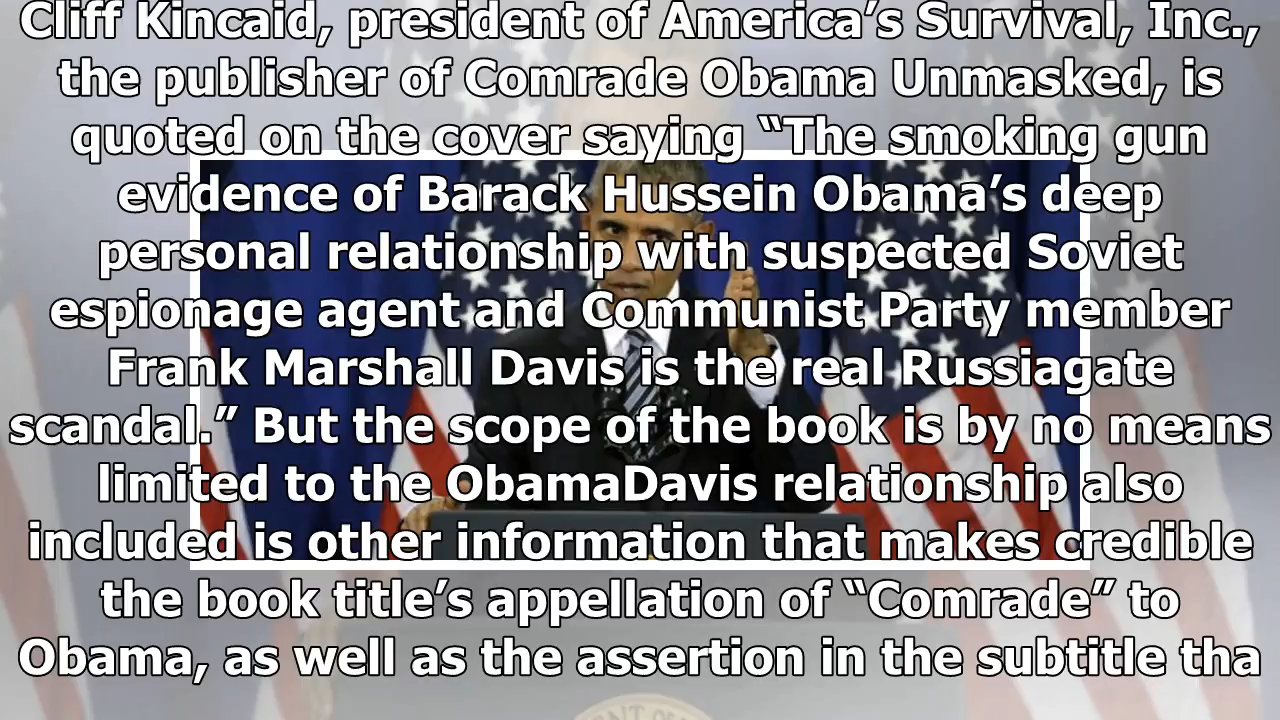 Cliff Kincaid, president of America’s Survival, Inc.,
the publisher of Comrade Obama Unmasked, is
quoted on the cover saying “The smoking gun
evidence of Barack Hussein Obama’s deep
personal relationship with suspected Soviet
espionage agent and Communist Party member
Frank Marshall Davis is the real Russiagate
scandal.” But the scope of the book is by no means
limited to the ObamaDavis relationship also
included is other information that makes credible
the book title’s appellation of “Comrade” to
Obama, as well as the assertion in the subtitle tha